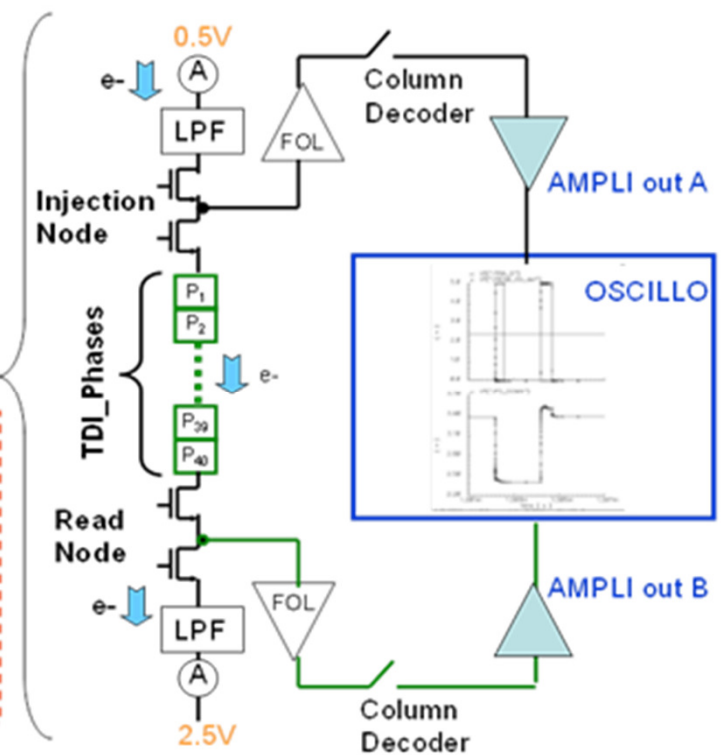 0.5V
e-
A
LPF
FOL
Column
Decoder
AMPLI out A
Injection
Node
OSCILLO
P1
P2
TDI_Phases
e-
P39
P40
Read
Node
e-
FOL
AMPLI out B
LPF
A
2.5V
Column
Decoder